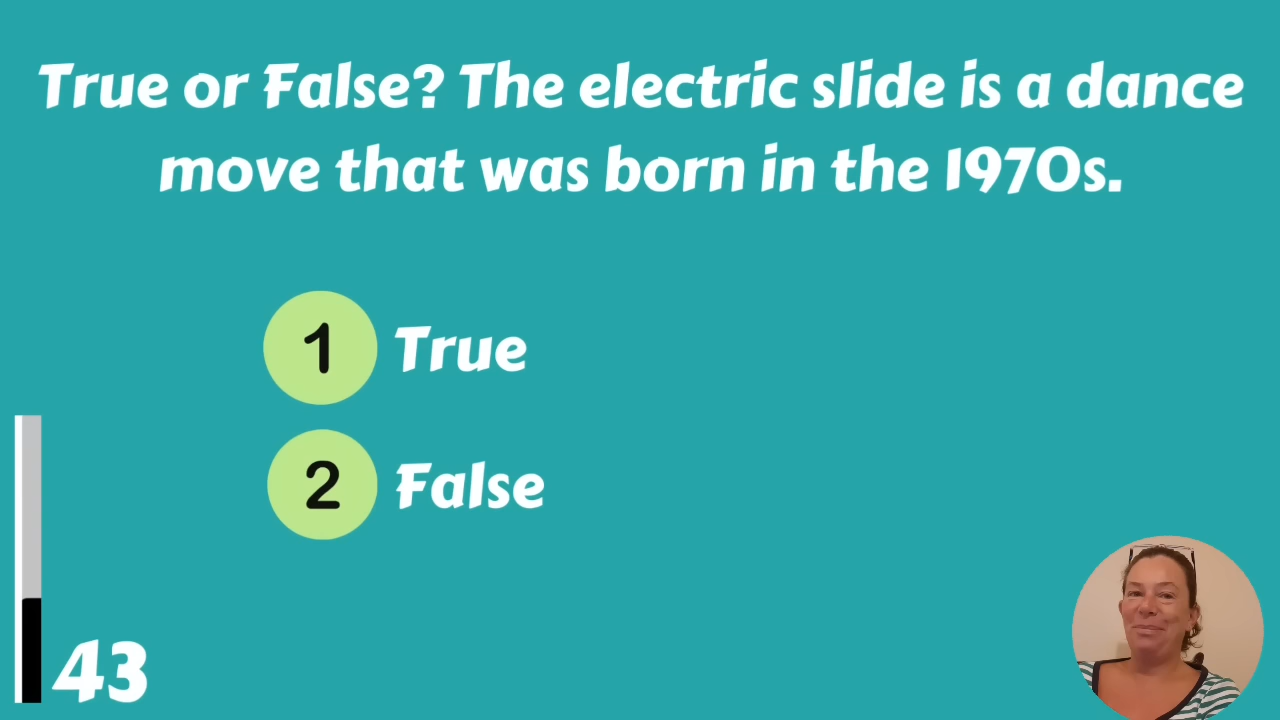 True or False? The electric slide is a dance
move that was born in the 1970s.
1 True
2 False
43